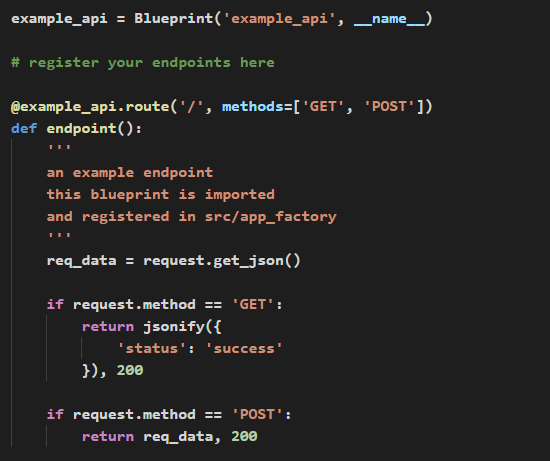 example_api = Blueprint('example_api', __name__)
# register your endpoints here
@example_api.route('/', methods=['GET', 'POST'])
def endpoint():
    '''
    an example endpoint
    this blueprint is imported
    and registered in src/app_factory
    '''
    req_data = request.get_json()
    if request.method == 'GET':
        return jsonify({
            'status': 'success'
        }), 200
    if request.method == 'POST':
        return req_data, 200